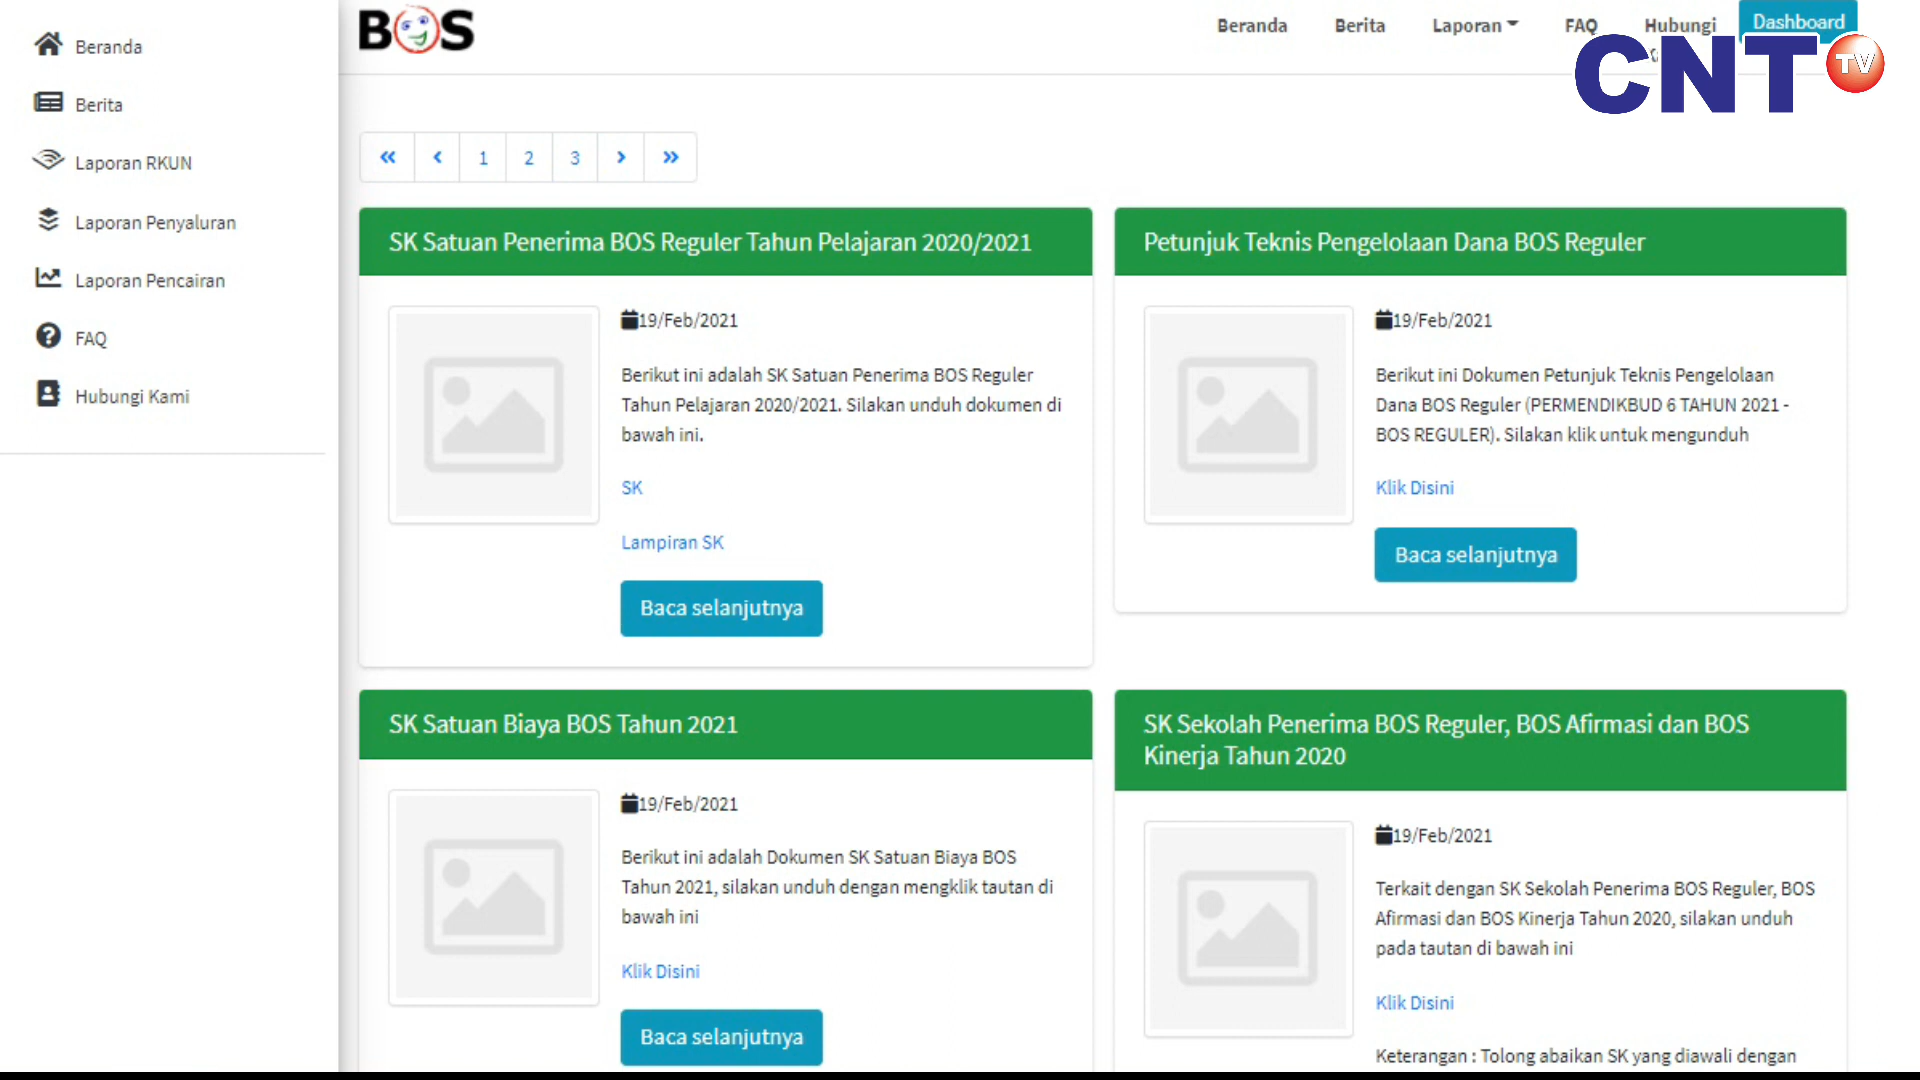 Beranda
Berita
Laporan RKUN
Laporan Penyaluran
Laporan Pencairan
FAQ
Hubungi Kami
BOS
Beranda Berita Laporan FAQ Hubungi Dashboard
CNT TV
« ‹ 1 2 3 › »
SK Satuan Penerima BOS Reguler Tahun Pelajaran 2020/2021
19/Feb/2021
Berikut ini adalah SK Satuan Penerima BOS Reguler
Tahun Pelajaran 2020/2021. Silakan unduh dokumen di
bawah ini.
SK
Lampiran SK
Baca selanjutnya
Petunjuk Teknis Pengelolaan Dana BOS Reguler
19/Feb/2021
Berikut ini Dokumen Petunjuk Teknis Pengelolaan
Dana BOS Reguler (PERMENDIKBUD 6 TAHUN 2021 -
BOS REGULER). Silakan klik untuk mengunduh
Klik Disini
Baca selanjutnya
SK Satuan Biaya BOS Tahun 2021
19/Feb/2021
Berikut ini adalah Dokumen SK Satuan Biaya BOS
Tahun 2021, silakan unduh dengan mengklik tautan di
bawah ini
Klik Disini
Baca selanjutnya
SK Sekolah Penerima BOS Reguler, BOS Afirmasi dan BOS
Kinerja Tahun 2020
19/Feb/2021
Terkait dengan SK Sekolah Penerima BOS Reguler, BOS
Afirmasi dan BOS Kinerja Tahun 2020, silakan unduh
pada tautan di bawah ini
Klik Disini
Keterangan : Tolong abaikan SK yang diawali dengan